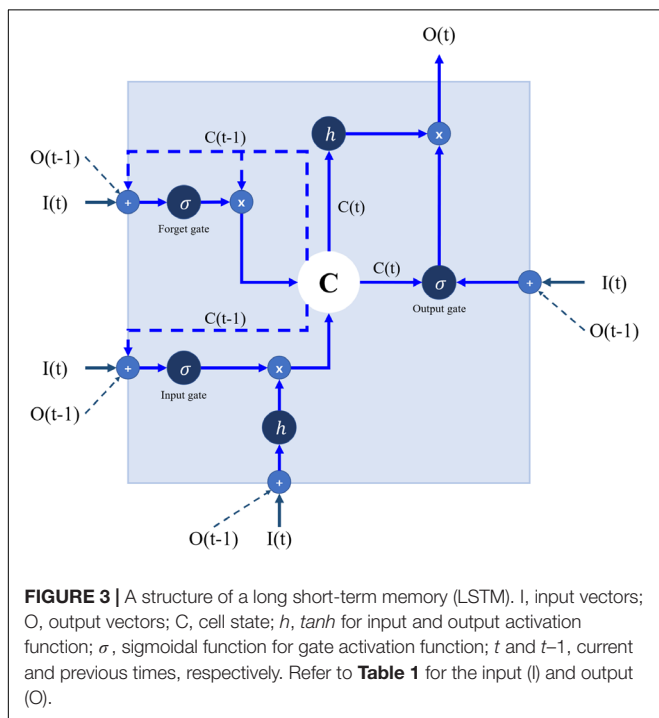 O(t)
h
x
C(t-1)
O(t-1)
I(t)
+
σ
x
Forget gate
C(t)
C
C(t)
σ
+
I(t)
Output gate
O(t-1)
C(t-1)
I(t)
+
σ
x
Input gate
O(t-1)
h
+
O(t-1)
I(t)
FIGURE 3 | A structure of a long short-term memory (LSTM). I, input vectors;
O, output vectors; C, cell state; h, tanh for input and output activation
function; σ, sigmoidal function for gate activation function; t and t–1, current
and previous times, respectively. Refer to Table 1 for the input (I) and output
(O).